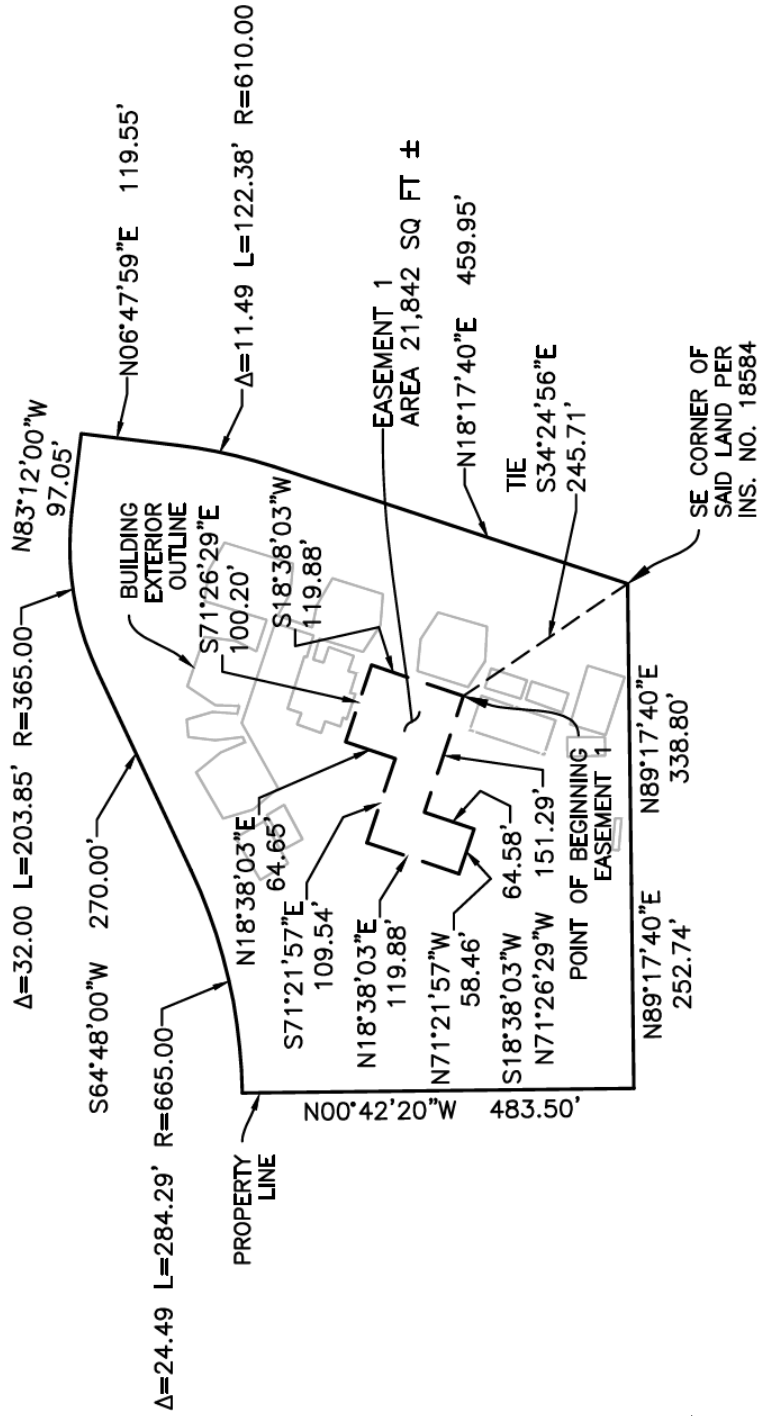 Δ=32.00 L=203.85' R=365.00
N83°12'00"W
97.05'
S64°48'00"W 270.00'
N06°47'59"E 119.55'
Δ=24.49 L=284.29' R=665.00
Δ=11.49 L=122.38' R=610.00
BUILDING
EXTERIOR
OUTLINE
S71°26'29"E
100.20'
S18°38'03"W
119.88'
EASEMENT 1
AREA 21,842 SQ FT ±
N18°17'40"E 459.95'
PROPERTY
LINE
N18°38'03"E
64.65'
S71°21'57"E
109.54'
N18°38'03"E
119.88'
N71°21'57"W
58.46'
S18°38'03"W 64.58'
N71°26'29"W 151.29'
POINT OF BEGINNING
EASEMENT 1
TIE
S34°24'56"E
245.71'
N00°42'20"W 483.50'
N89°17'40"E
252.74'
N89°17'40"E
338.80'
SE CORNER OF
SAID LAND PER
INS. NO. 18584